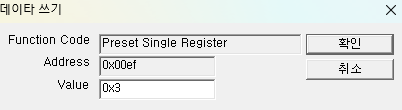 데이타 쓰기
Function Code Preset Single Register 확인
Address 0x00ef 취소
Value 0x3